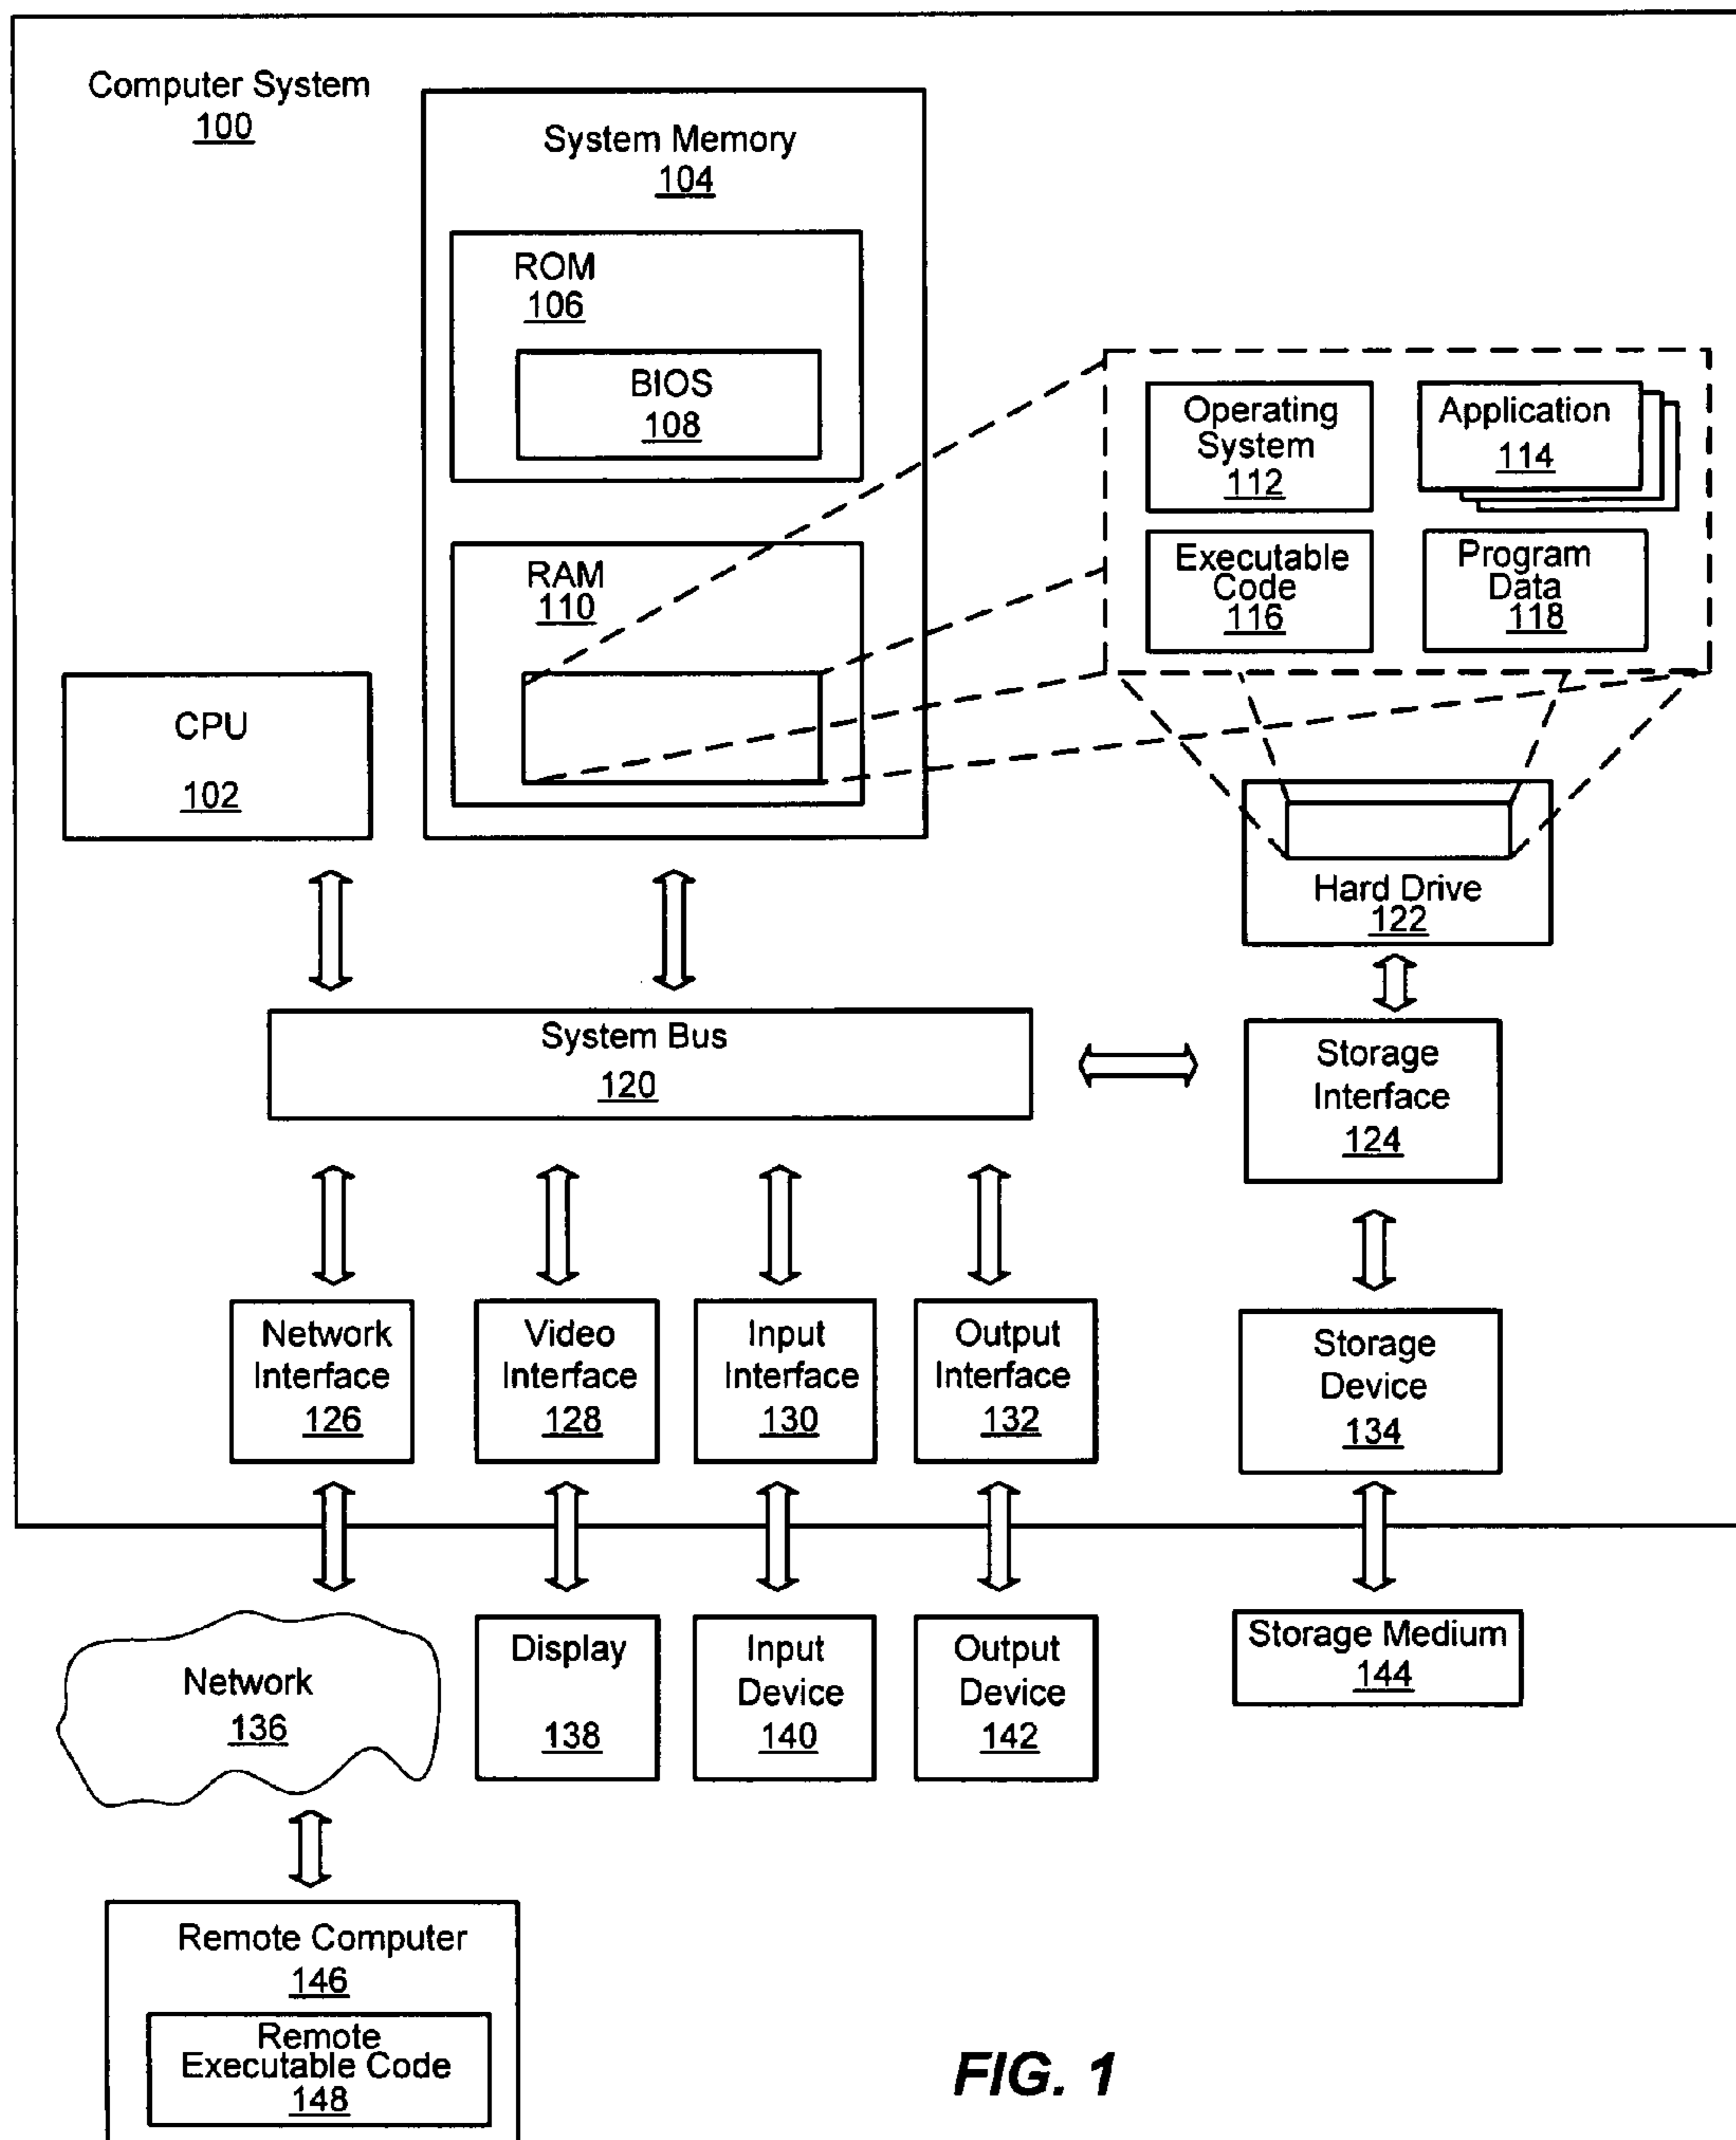 Computer System
100
System Memory
104
ROM
106
BIOS
108
RAM
110
Operating
System
112
Application
114
Executable
Code
116
Program
Data
118
CPU
102
Hard Drive
122
System Bus
120
Storage
Interface
124
Network
Interface
126
Video
Interface
128
Input
Interface
130
Output
Interface
132
Storage
Device
134
Network
136
Display
138
Input
Device
140
Output
Device
142
Storage Medium
144
Remote Computer
146
Remote
Executable Code
148
FIG. 1